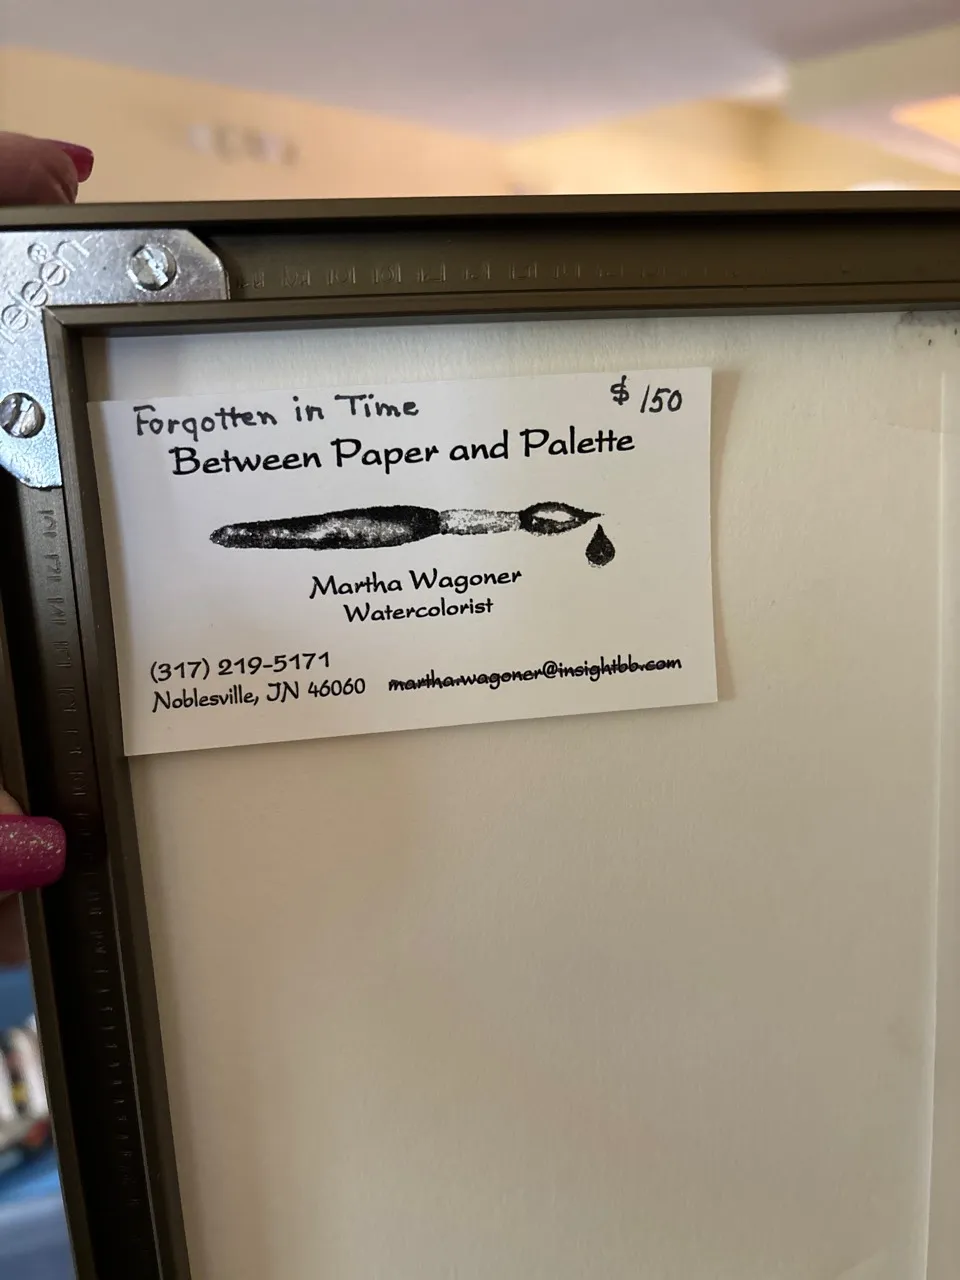 Forgotten in Time $150
Between Paper and Palette
Martha Wagoner
Watercolorist
(317) 219-5171
Noblesville, IN 46060 martha.wagoner@insightbb.com